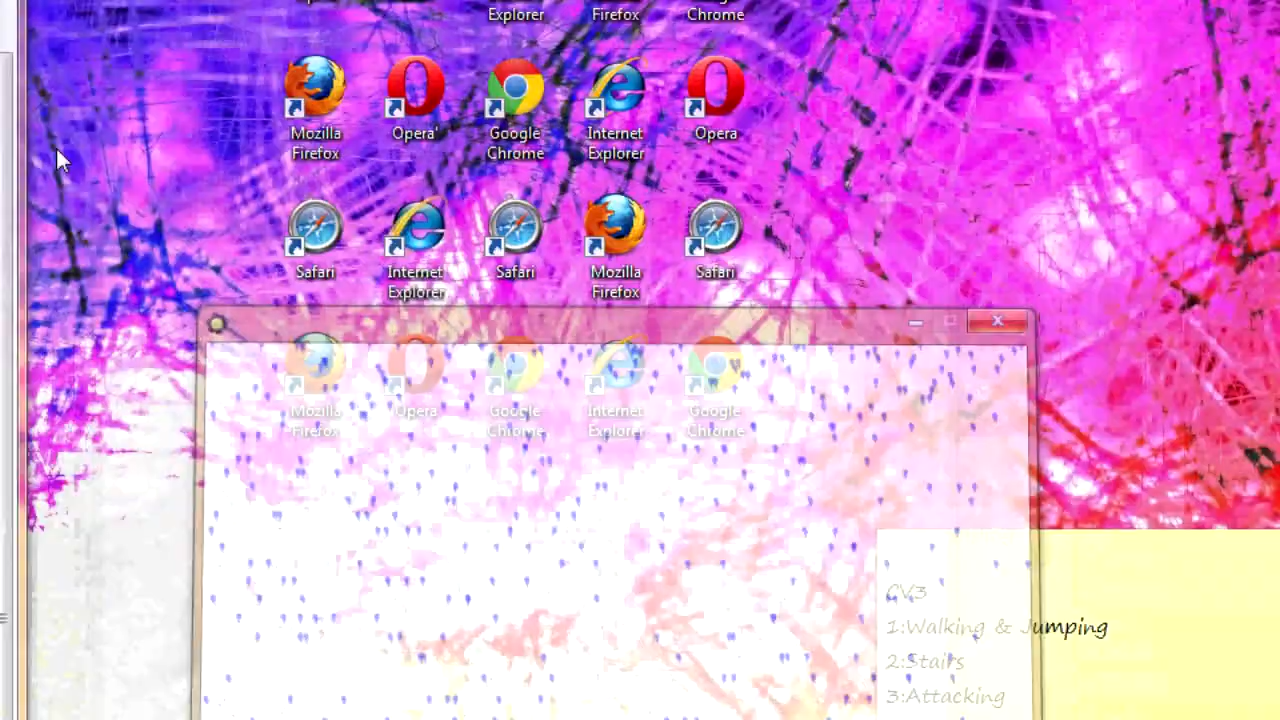 Explorer
Firefox
Chrome
Mozilla
Firefox
Opera'
Google
Chrome
Internet
Explorer
Opera
Safari
Internet
Explorer
Safari
Mozilla
Firefox
Safari
Mozilla
Firefox
Opera
Google
Chrome
Internet
Explorer
Google
Chrome
CV3
1:Walking & Jumping
2:Stairs
3:Attacking